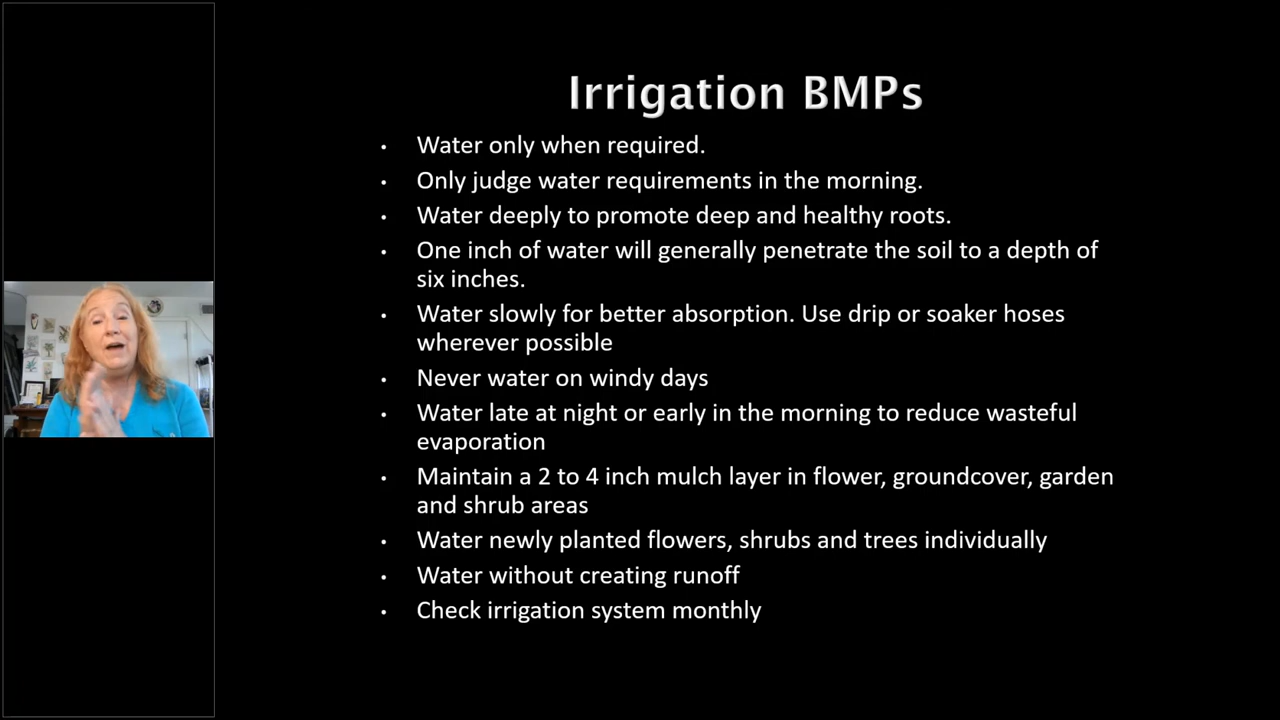 Irrigation BMPs
• Water only when required.
• Only judge water requirements in the morning.
• Water deeply to promote deep and healthy roots.
• One inch of water will generally penetrate the soil to a depth of
six inches.
• Water slowly for better absorption. Use drip or soaker hoses
wherever possible
• Never water on windy days
• Water late at night or early in the morning to reduce wasteful
evaporation
• Maintain a 2 to 4 inch mulch layer in flower, groundcover, garden
and shrub areas
• Water newly planted flowers, shrubs and trees individually
• Water without creating runoff
• Check irrigation system monthly